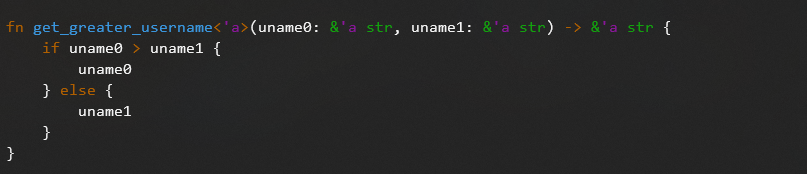 fn get_greater_username<'a>(uname0: &'a str, uname1: &'a str) -> &'a str {
    if uname0 > uname1 {
        uname0
    } else {
        uname1
    }
}